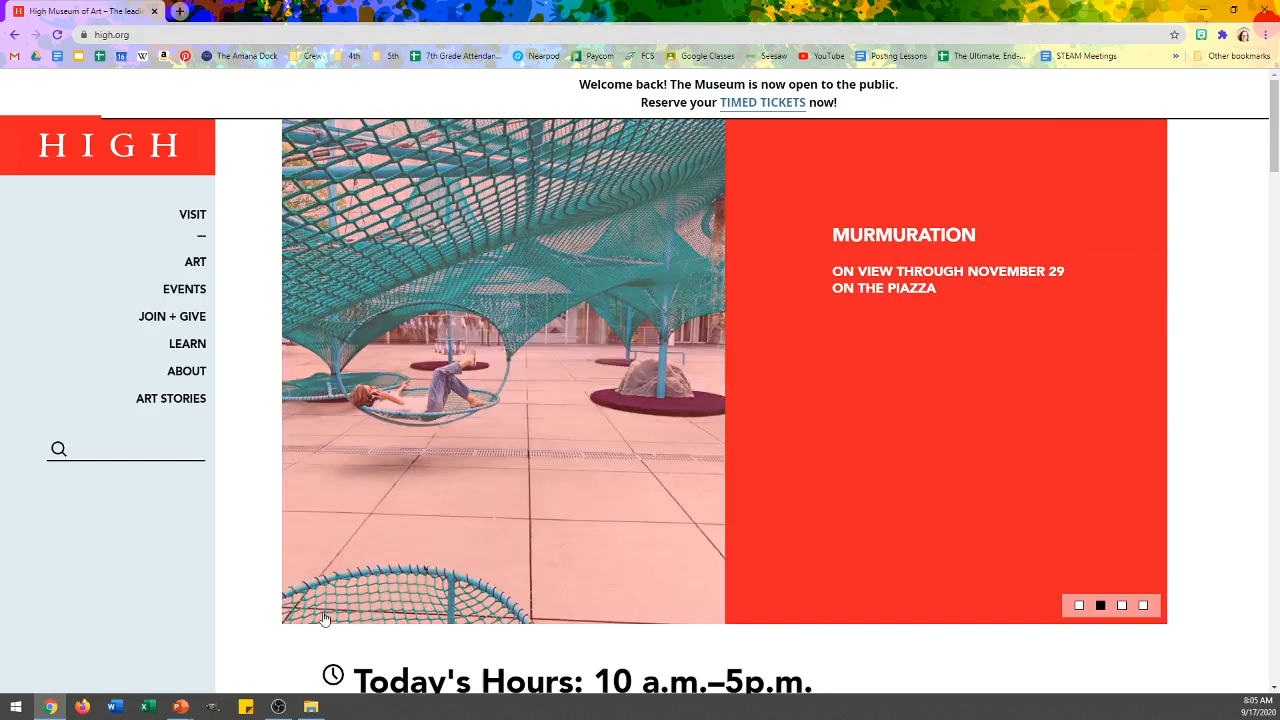 High Museum of Art – The leadin
high.org
The Amana Dock
Crew
4th
5th
7th Grade Attendan...
Nearpod
Paycom
FCS
Google Classes
Seesaw
YouTube
Posting Lessons
The Ultimate, End-...
STEAM Meetings
»
Other bookmarks
Welcome back! The Museum is now open to the public.
Reserve your TIMED TICKETS now!
HIGH
VISIT
—
ART
EVENTS
JOIN + GIVE
LEARN
ABOUT
ART STORIES
MURMURATION
ON VIEW THROUGH NOVEMBER 29
ON THE PIAZZA
Today's Hours: 10 a.m.–5p.m.
8:05 AM
9/17/2020